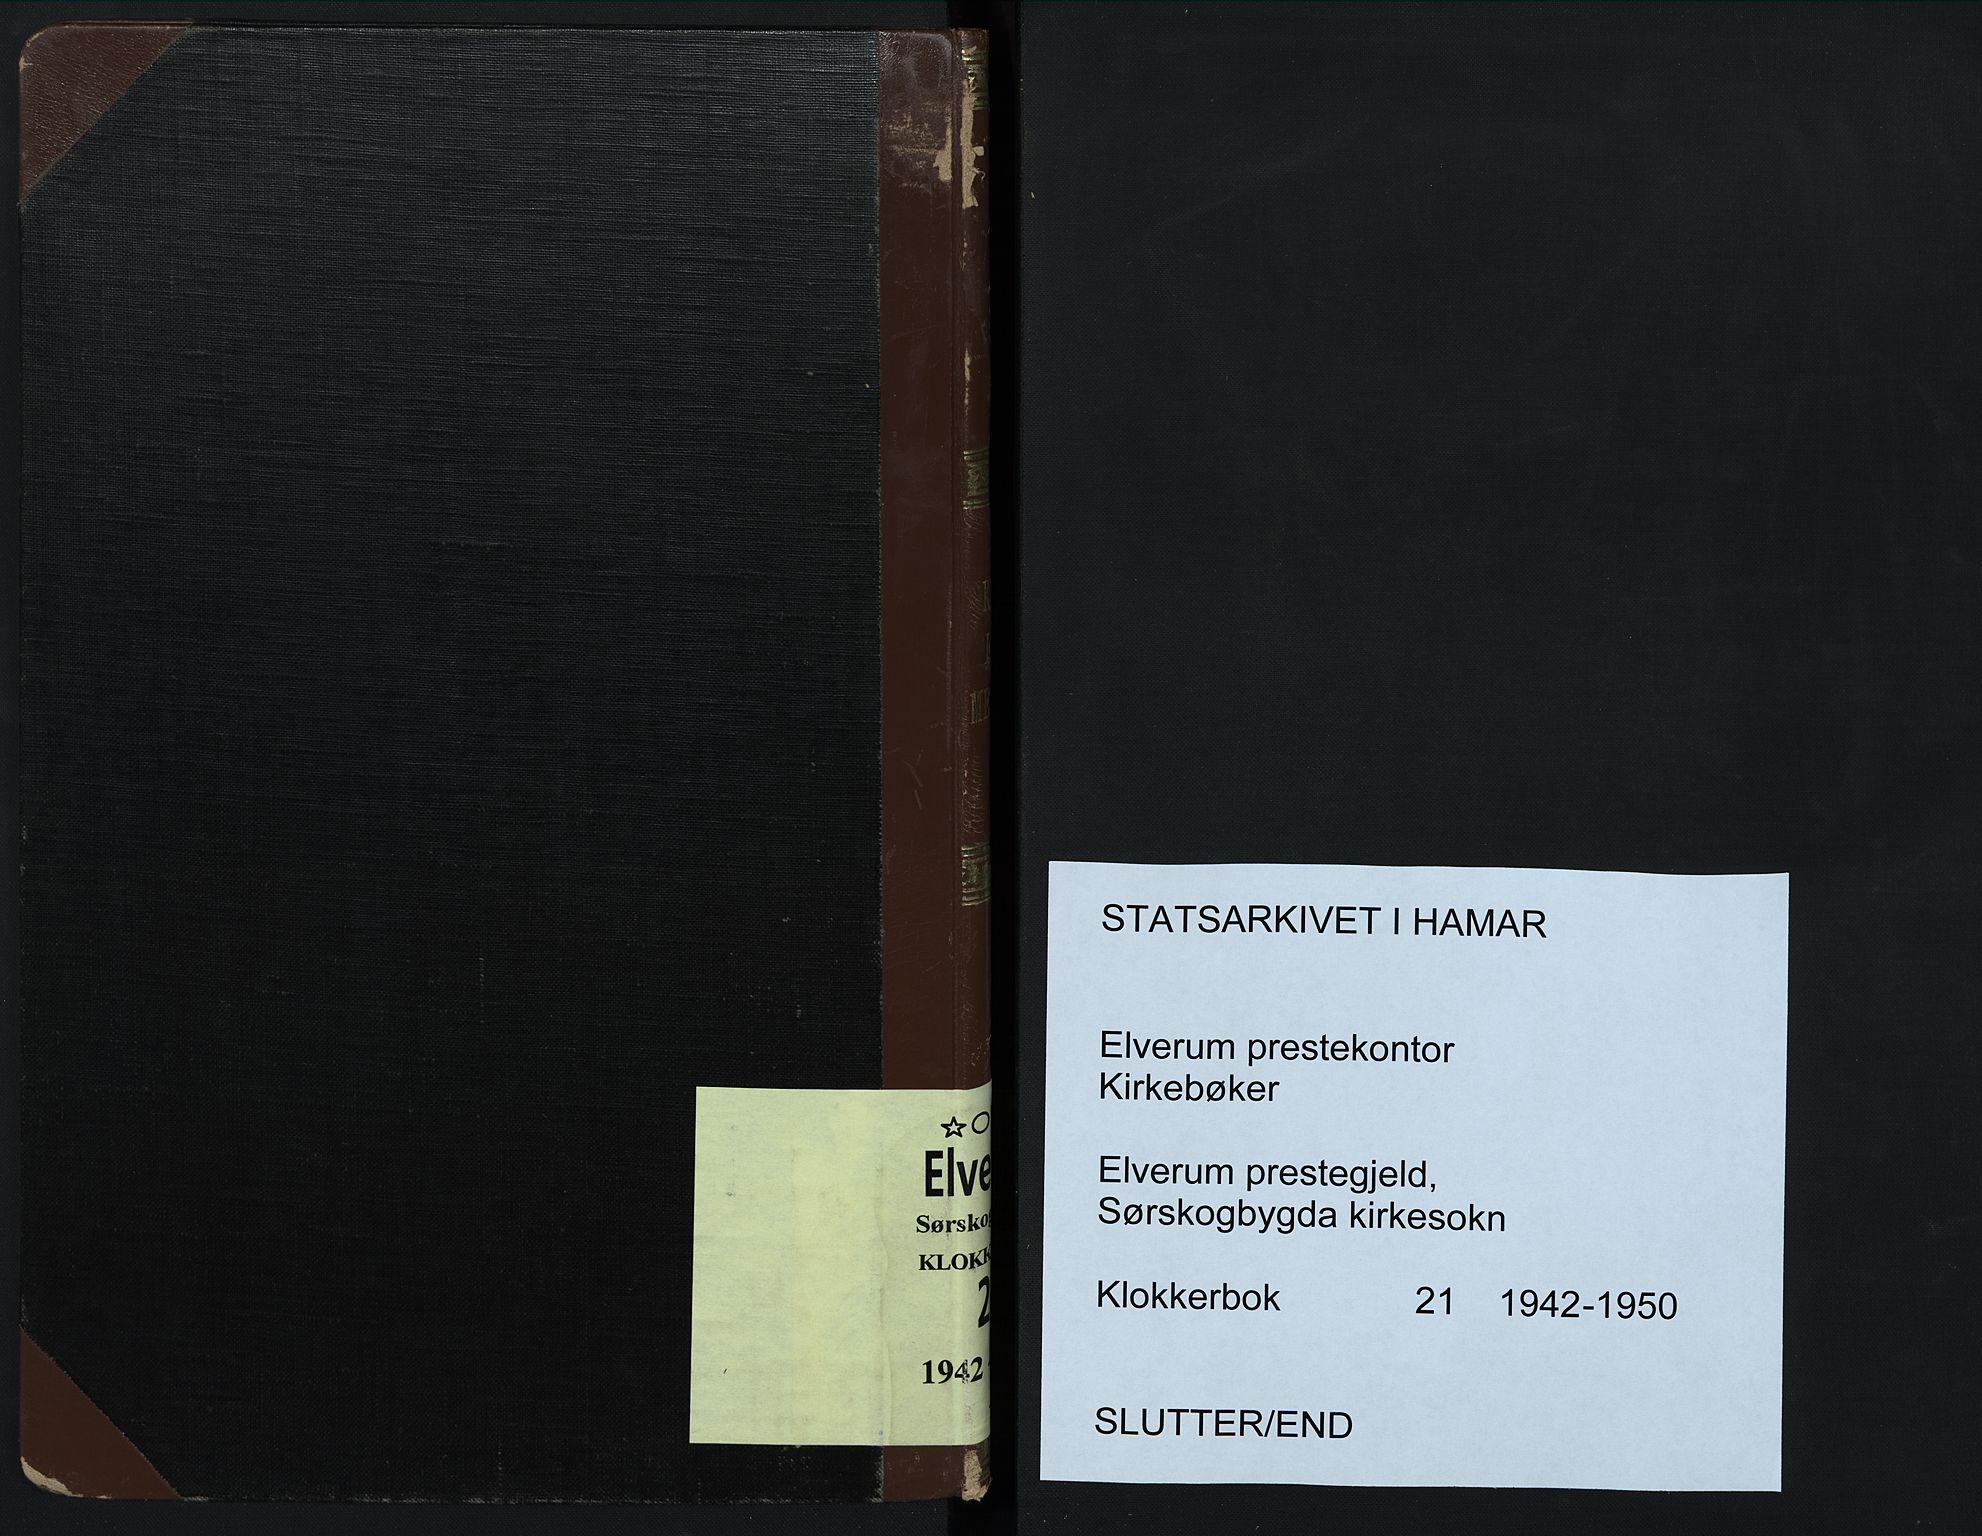 ☆○
Elve
Sørsko
KLOKK
2
1942
STATSARKIVET I HAMAR
Elverum prestekontor
Kirkebøker
Elverum prestegjeld,
Sørskogbygda kirkesokn
Klokkerbok 21 1942-1950
SLUTTER/END